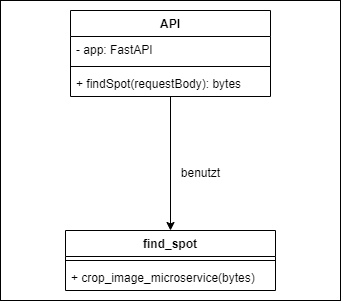 API
- app: FastAPI
+ findSpot(requestBody): bytes
benutzt
find_spot
+ crop_image_microservice(bytes)